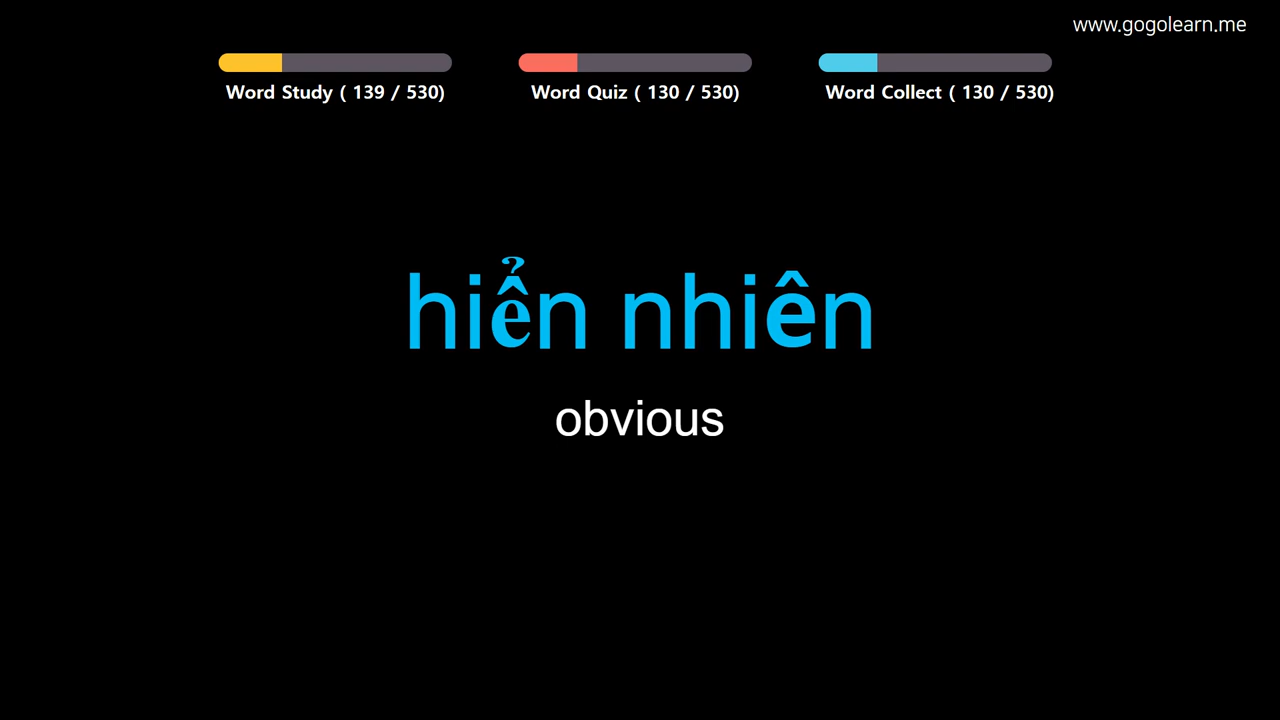 www.gogolearn.me
Word Study ( 139 / 530)
Word Quiz ( 130 / 530)
Word Collect ( 130 / 530)
hiển nhiên
obvious